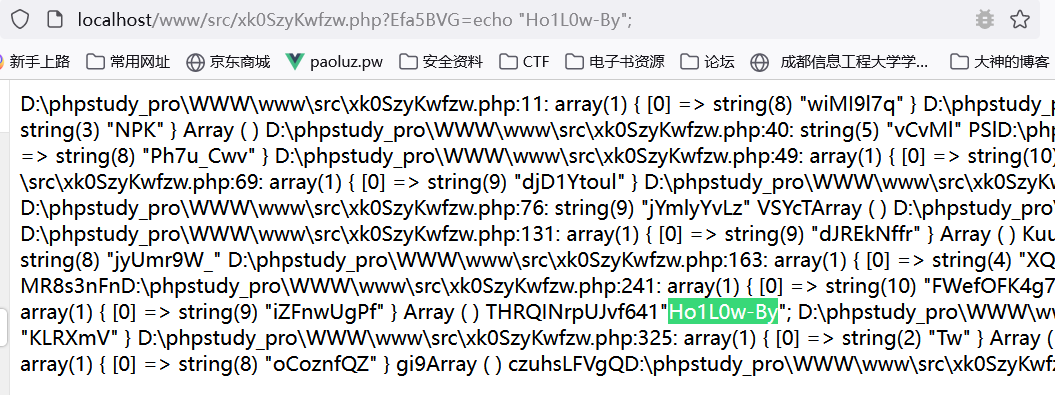 localhost/www/src/xk0SzyKwfzw.php?Efa5BVG=echo "Ho1L0w-By";
新手上路 常用网址 京东商城 paoluz.pw 安全资料 CTF 电子书资源 论坛 成都信息工程大学学... 大神的博客
D:\phpstudy_pro\WWW\www\src\xk0SzyKwfzw.php:11: array(1) { [0] => string(8) "wiMI9l7q" } D:\phpstudy_pro
string(3) "NPK" } Array ( ) D:\phpstudy_pro\WWW\www\src\xk0SzyKwfzw.php:40: string(5) "vCvMl" PSlD:\php
=> string(8) "Ph7u_Cwv" } D:\phpstudy_pro\WWW\www\src\xk0SzyKwfzw.php:49: array(1) { [0] => string(10)
\src\xk0SzyKwfzw.php:69: array(1) { [0] => string(9) "djD1Ytoul" } D:\phpstudy_pro\WWW\www\src\xk0SzyKw
D:\phpstudy_pro\WWW\www\src\xk0SzyKwfzw.php:76: string(9) "jYmlyYvLz" VSYcTArray ( ) D:\phpstudy_pro\
D:\phpstudy_pro\WWW\www\src\xk0SzyKwfzw.php:131: array(1) { [0] => string(9) "dJREkNffr" } Array ( ) Kuu
string(8) "jyUmr9W_" D:\phpstudy_pro\WWW\www\src\xk0SzyKwfzw.php:163: array(1) { [0] => string(4) "XQ
MR8s3nFnD:\phpstudy_pro\WWW\www\src\xk0SzyKwfzw.php:241: array(1) { [0] => string(10) "FWefOFK4g7
array(1) { [0] => string(9) "iZFnwUgPf" } Array ( ) THRQINrpUJvf641"Ho1L0w-By"; D:\phpstudy_pro\WWW\ww
"KLRXmV" } D:\phpstudy_pro\WWW\www\src\xk0SzyKwfzw.php:325: array(1) { [0] => string(2) "Tw" } Array (
array(1) { [0] => string(8) "oCoznfQZ" } gi9Array ( ) czuhsLFVgQD:\phpstudy_pro\WWW\www\src\xk0SzyKwfz